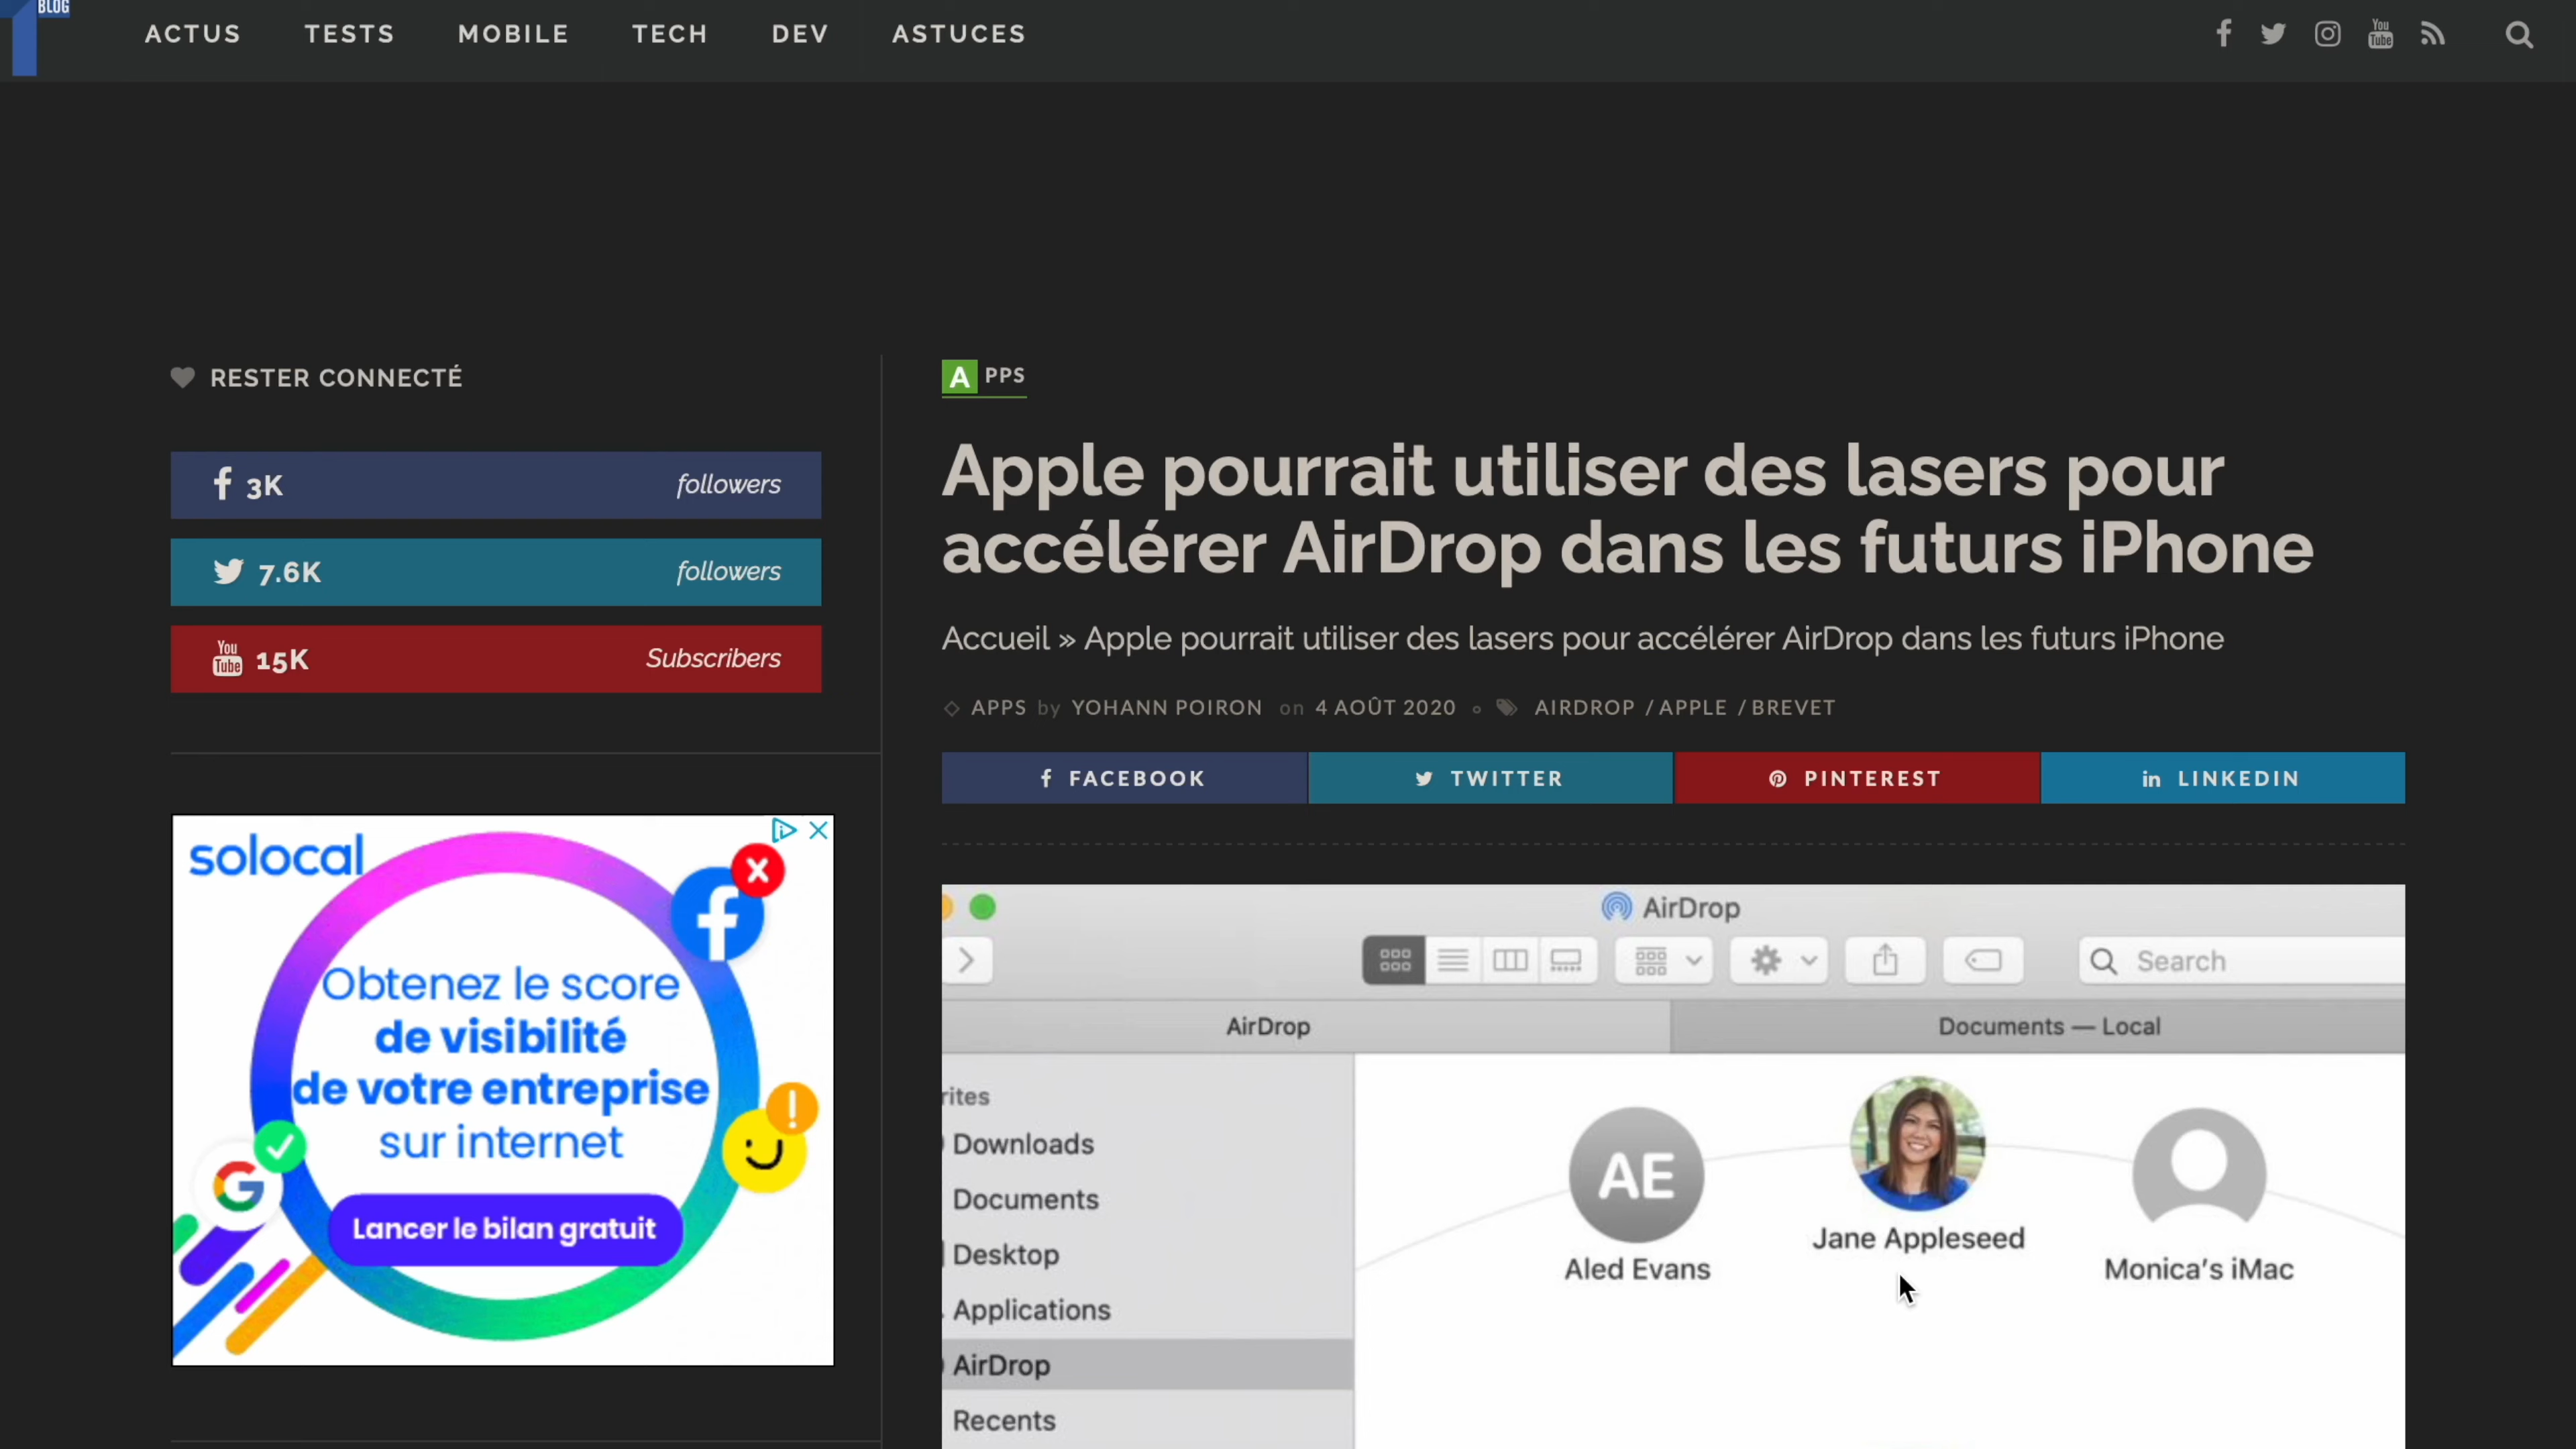 BLOG
ACTUS TESTS MOBILE TECH DEV ASTUCES
You Tube
RESTER CONNECTÉ
3K followers
7.6K followers
You Tube 15K Subscribers
solocal
Obtenez le score
de visibilité
de votre entreprise
sur internet
Lancer le bilan gratuit
APPS
Apple pourrait utiliser des lasers pour
accélérer AirDrop dans les futurs iPhone
Accueil » Apple pourrait utiliser des lasers pour accélérer AirDrop dans les futurs iPhone
APPS by YOHANN POIRON on 4 AOÛT 2020 AIRDROP / APPLE / BREVET
FACEBOOK TWITTER PINTEREST in LINKEDIN
AirDrop
Search
AirDrop Documents — Local
rites
Downloads
Documents
Desktop
Applications
AirDrop
Recents
AE
Jane Appleseed
Aled Evans Monica's iMac